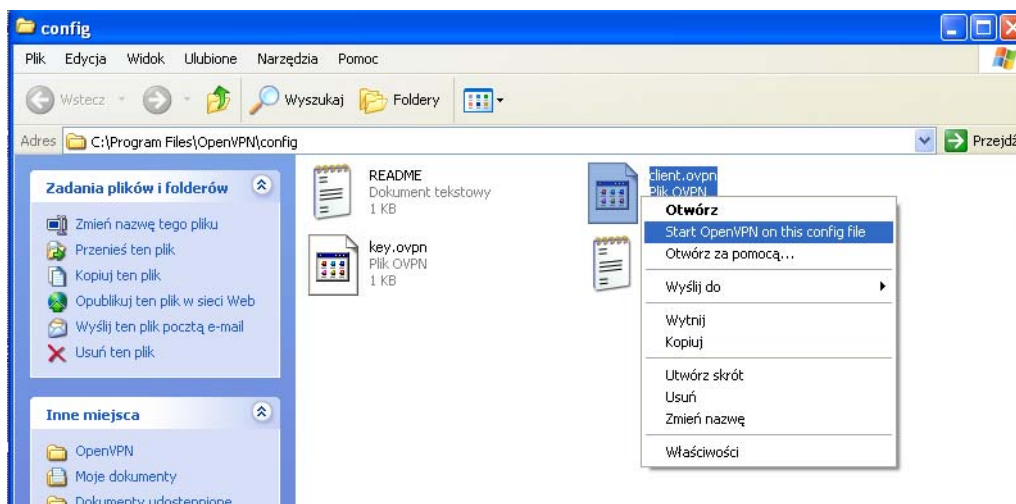 config
Plik Edycja Widok Ulubione Narzędzia Pomoc
Wstecz Wyszukaj Foldery
Adres C:\Program Files\OpenVPN\config Przejdź
Zadania plików i folderów
Zmień nazwę tego pliku
Przenieś ten plik
Kopiuj ten plik
Opublikuj ten plik w sieci Web
Wyślij ten plik pocztą e-mail
Usuń ten plik
Inne miejsca
OpenVPN
Moje dokumenty
Dokumenty udostępnione
README
Dokument tekstowy
1 KB
key.ovpn
Plik OVPN
1 KB
client.ovpn
Plik OVPN
Otwórz
Start OpenVPN on this config file
Otwórz za pomocą...
Wyślij do
Wytnij
Kopiuj
Utwórz skrót
Usuń
Zmień nazwę
Właściwości